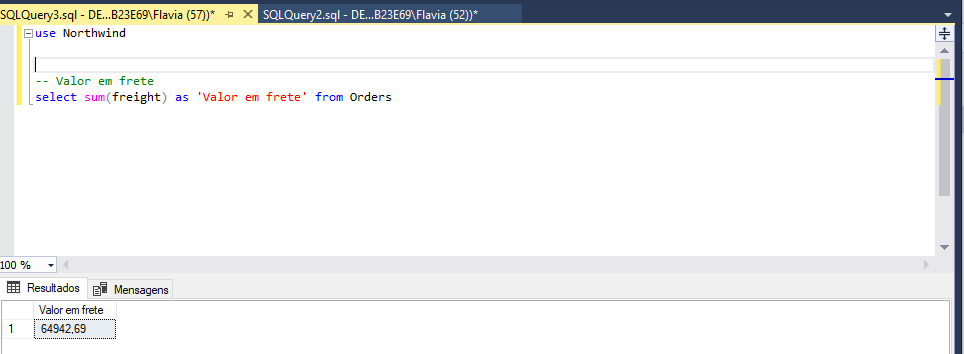 SQLQuery3.sql - DE...B23E69\Flavia (57))* SQLQuery2.sql - DE...B23E69\Flavia (52))*
use Northwind
-- Valor em frete
select sum(freight) as 'Valor em frete' from Orders
100 %
Resultados Mensagens
Valor em frete
1 64942,69